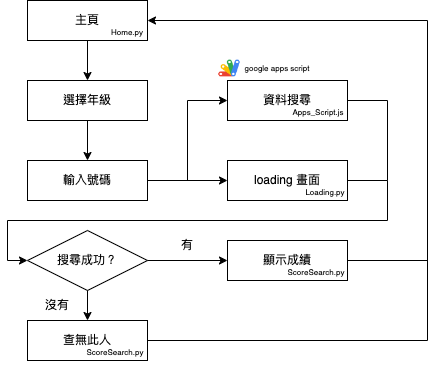 主頁
Home.py
google apps script
選擇年級
資料搜尋
Apps_Script.js
輸入號碼
loading 畫面
Loading.py
搜尋成功？
有
顯示成績
ScoreSearch.py
沒有
查無此人
ScoreSearch.py